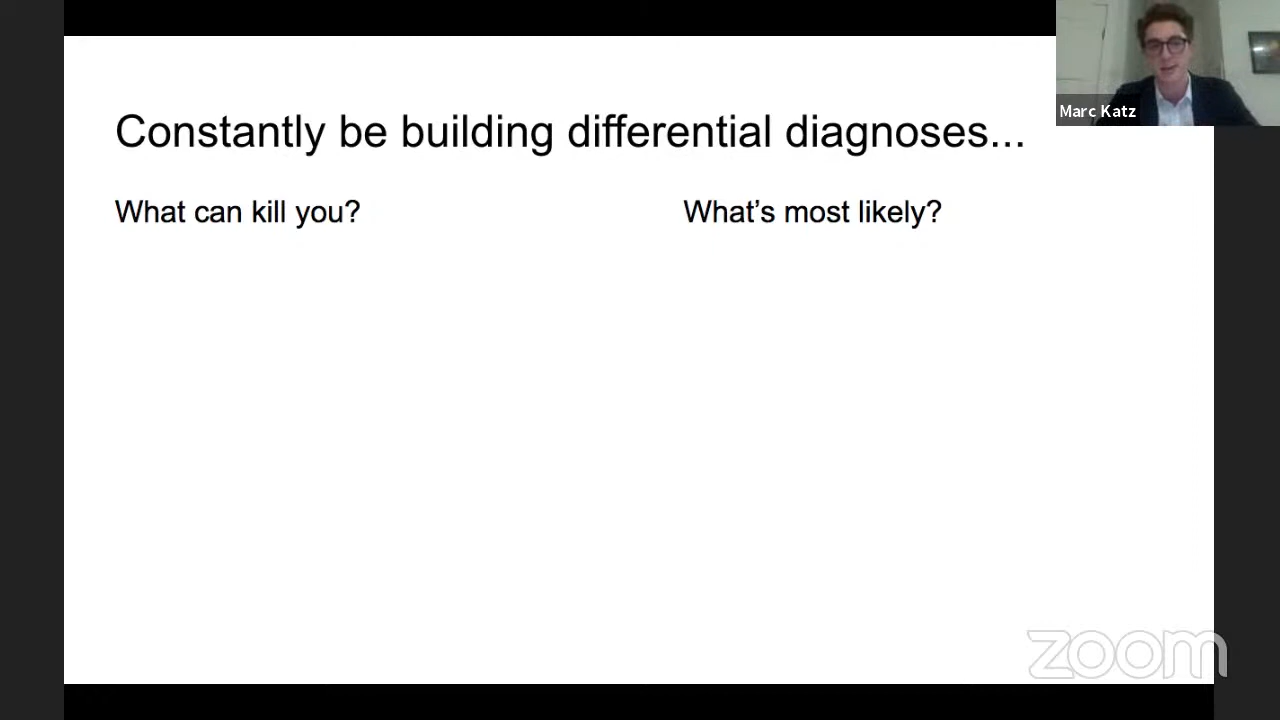 Marc Katz
Constantly be building differential diagnoses...
What can kill you?
What's most likely?
zoom